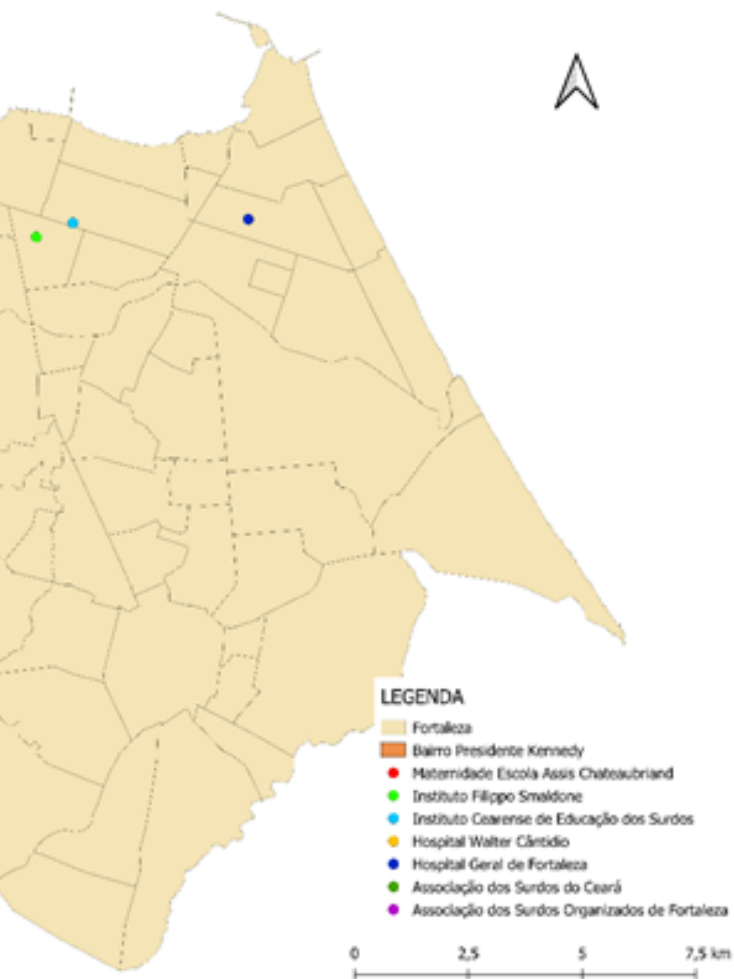 LEGENDA
Fortaleza
Bairro Presidente Kennedy
Maternidade Escola Assis Chateaubriand
Instituto Filippo Smaldone
Instituto Cearense de Educação dos Surdos
Hospital Walter Cântidio
Hospital Geral de Fortaleza
Associação dos Surdos do Ceará
Associação dos Surdos Organizados de Fortaleza
0 2,5 5 7,5 km